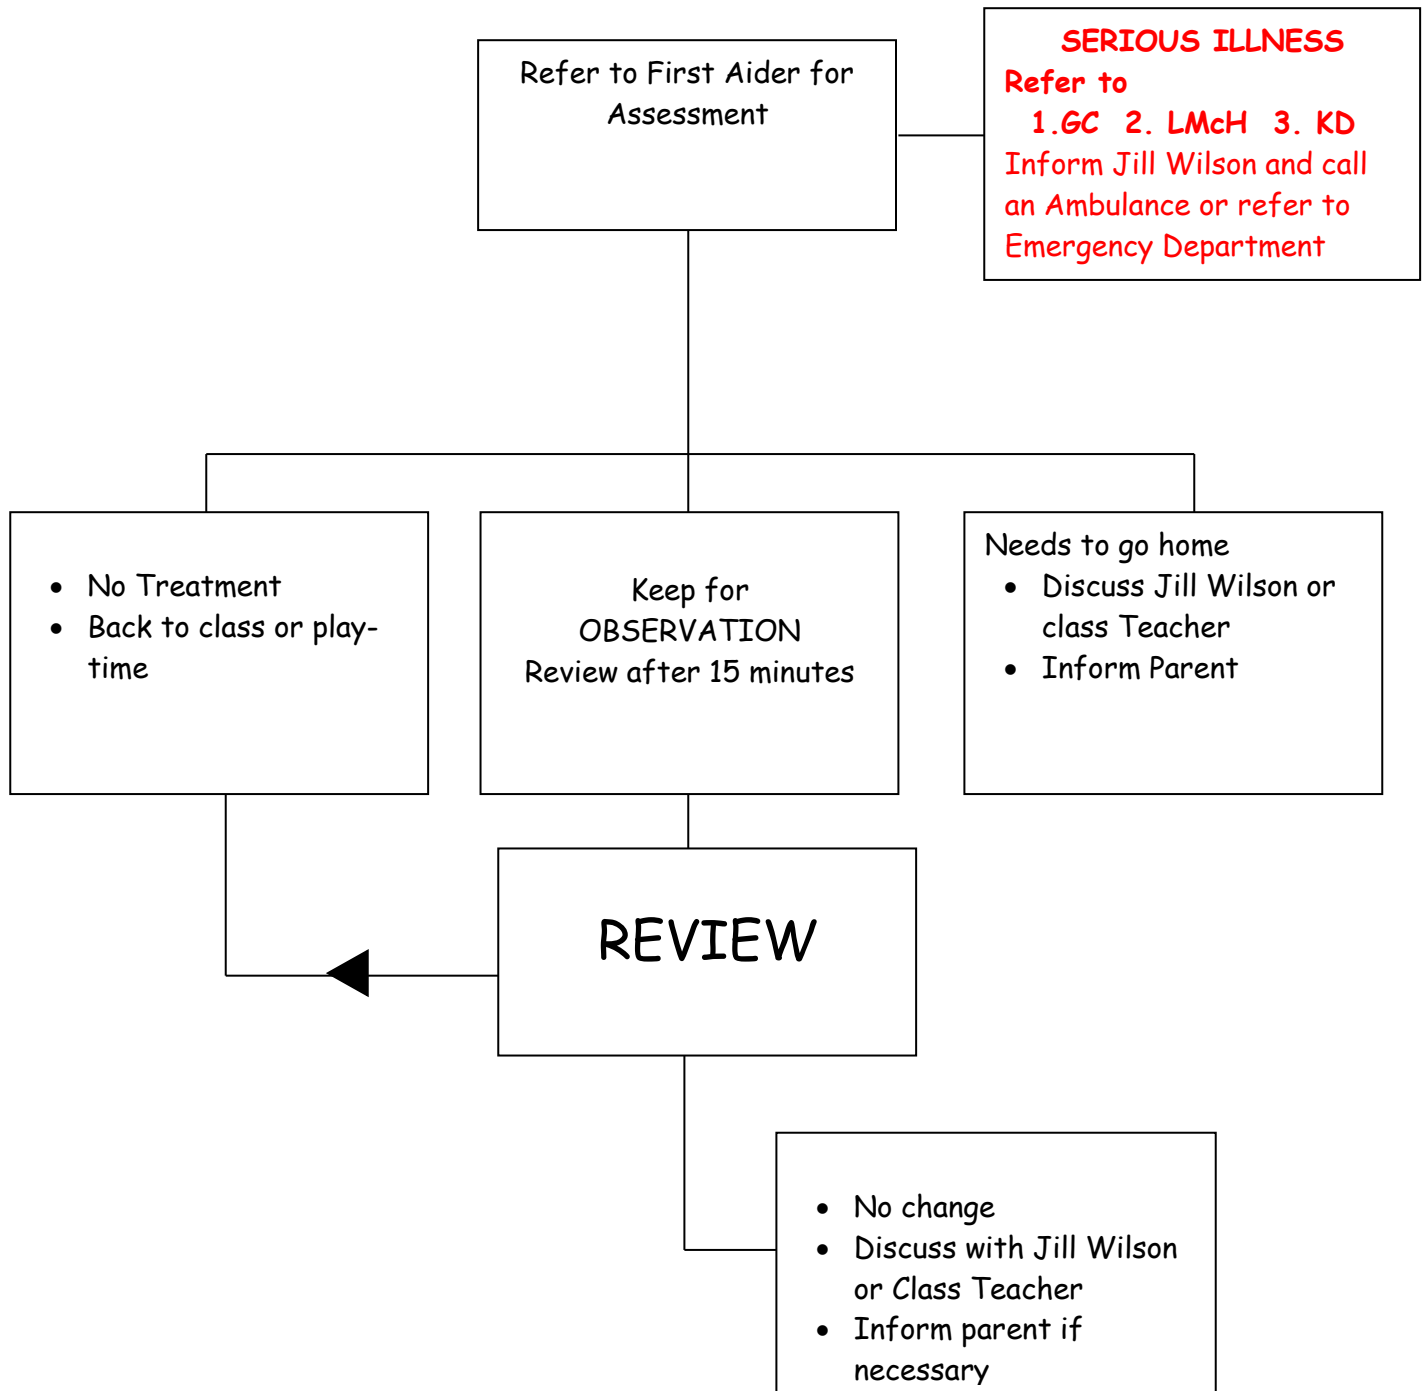 Refer to First Aider for
Assessment
SERIOUS ILLNESS
Refer to
1.GC 2. LMcH 3. KD
Inform Jill Wilson and call
an Ambulance or refer to
Emergency Department
• No Treatment
• Back to class or play-
time
Keep for
OBSERVATION
Review after 15 minutes
Needs to go home
• Discuss Jill Wilson or
class Teacher
• Inform Parent
REVIEW
• No change
• Discuss with Jill Wilson
or Class Teacher
• Inform parent if
necessary